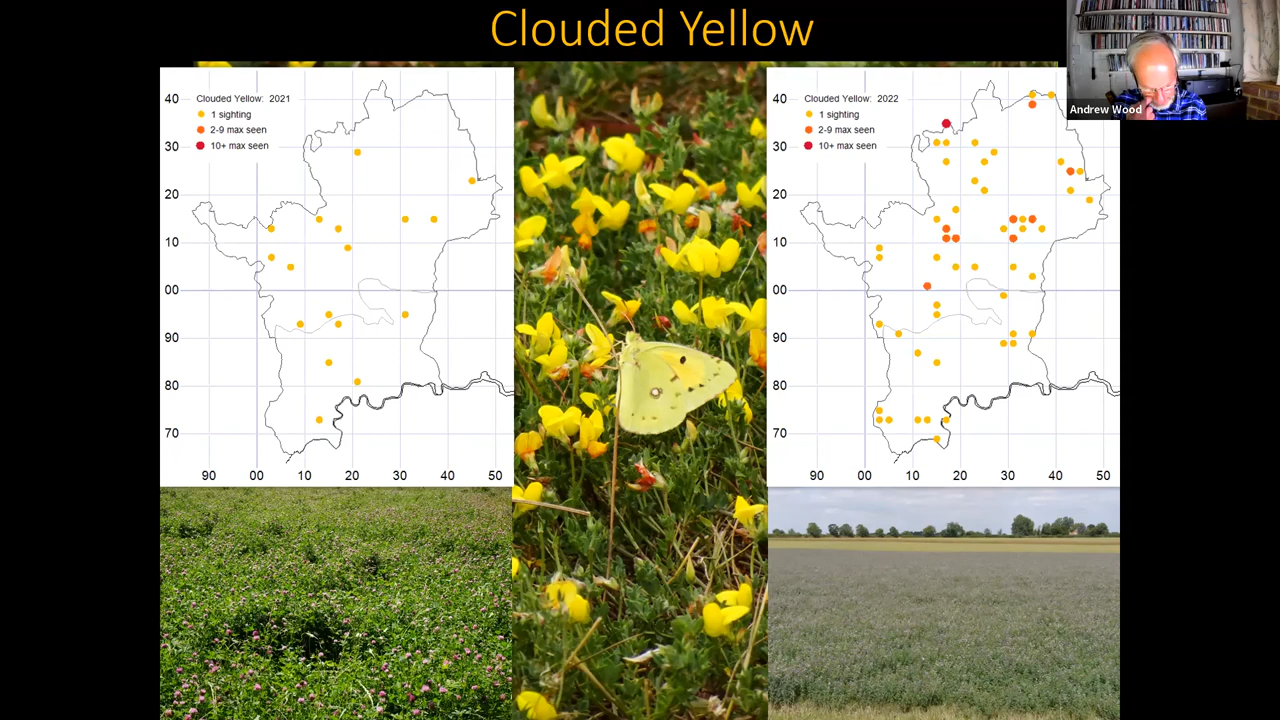 Clouded Yellow
Andrew Wood
Clouded Yellow: 2021
1 sighting
2-9 max seen
10+ max seen
40
30
20
10
00
90
80
70
90 00 10 20 30 40 50
Clouded Yellow: 2022
1 sighting
2-9 max seen
10+ max seen
40
30
20
10
00
90
80
70
90 00 10 20 30 40 50